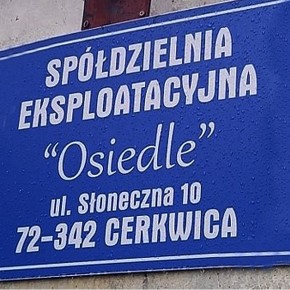 SPÓŁDZIELNIA
EKSPLOATACYJNA
“Osiedle”
ul. Słoneczna 10
72-342 CERKWICA